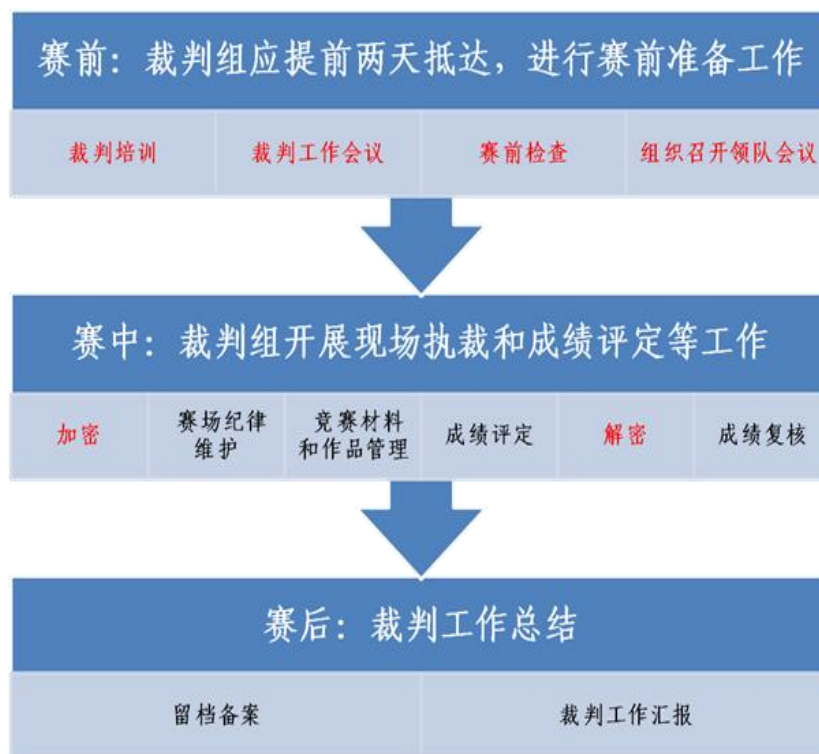 赛前：裁判组应提前两天抵达，进行赛前准备工作
裁判培训
裁判工作会议
赛前检查
组织召开领队会议
赛中：裁判组开展现场执裁和成绩评定等工作
加密
赛场纪律
维护
竞赛材料
和作品管理
成绩评定
解密
成绩复核
赛后：裁判工作总结
留档备案
裁判工作汇报